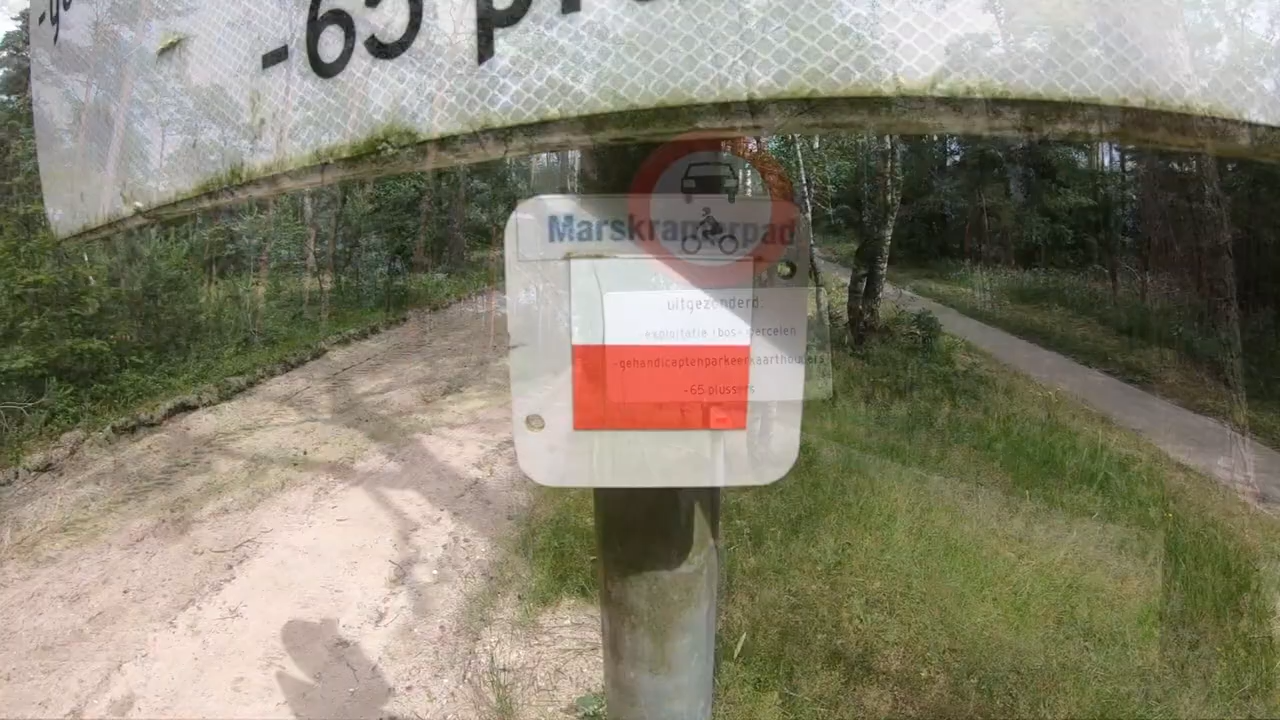 -65 pl
Marskramerpad
uitgezonderd:
-exploitatie (bos-)percelen
-gehandicaptenparkeerkaarthouders
-65 plussers